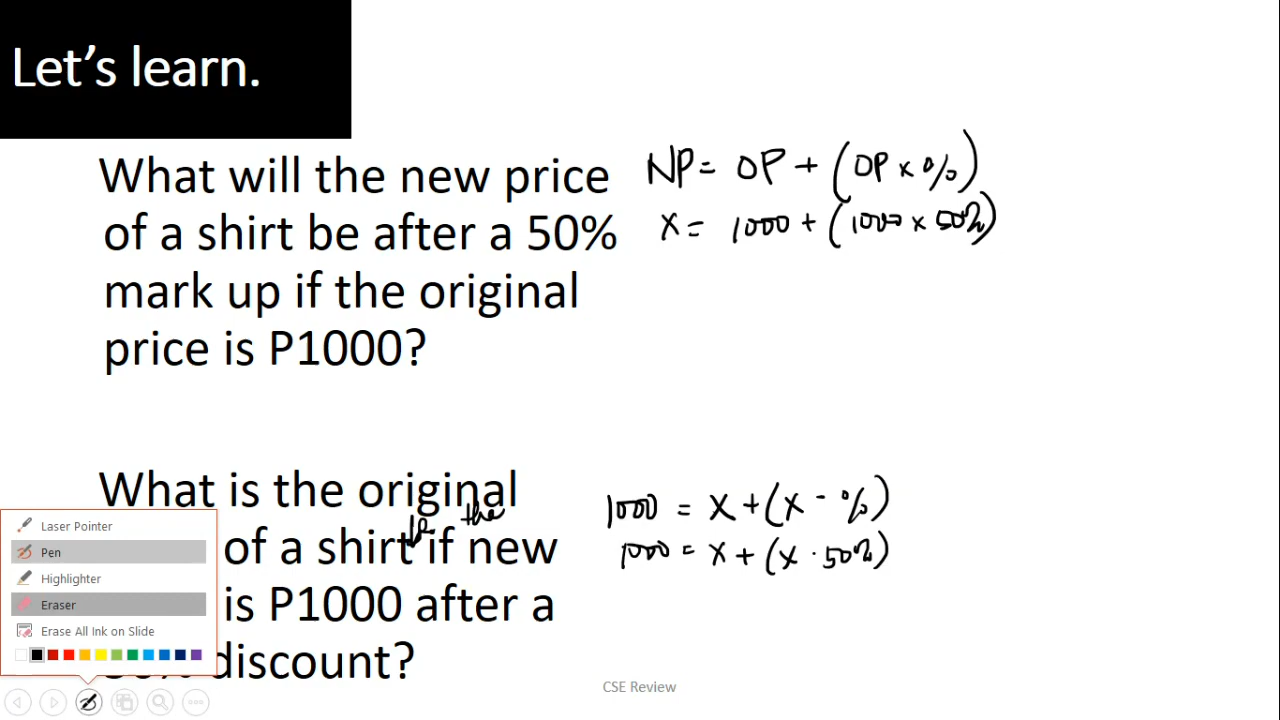 Let's learn.
What will the new price
of a shirt be after a 50%
mark up if the original
price is P1000?
NP = OP + (OP x %)
x = 1000 + (1000 x 50%)
What is the original
of a shirt if new
the
is P1000 after a
discount?
1000 = x + (x - %)
1000 = x + (x · 50%)
Laser Pointer
Pen
Highlighter
Eraser
Erase All Ink on Slide
CSE Review